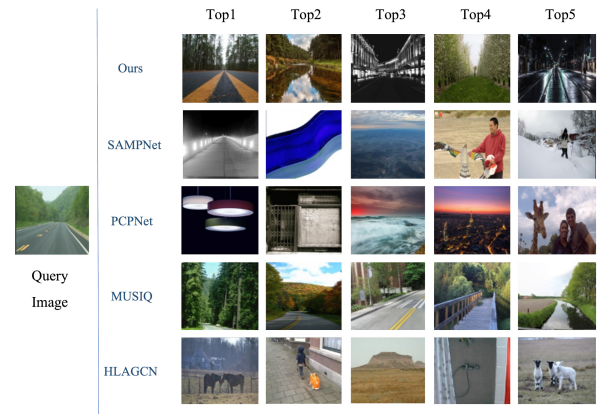 Top1 Top2 Top3 Top4 Top5
Ours
SAMPNet
PCPNet
Query
Image
MUSIQ
HLAGCN